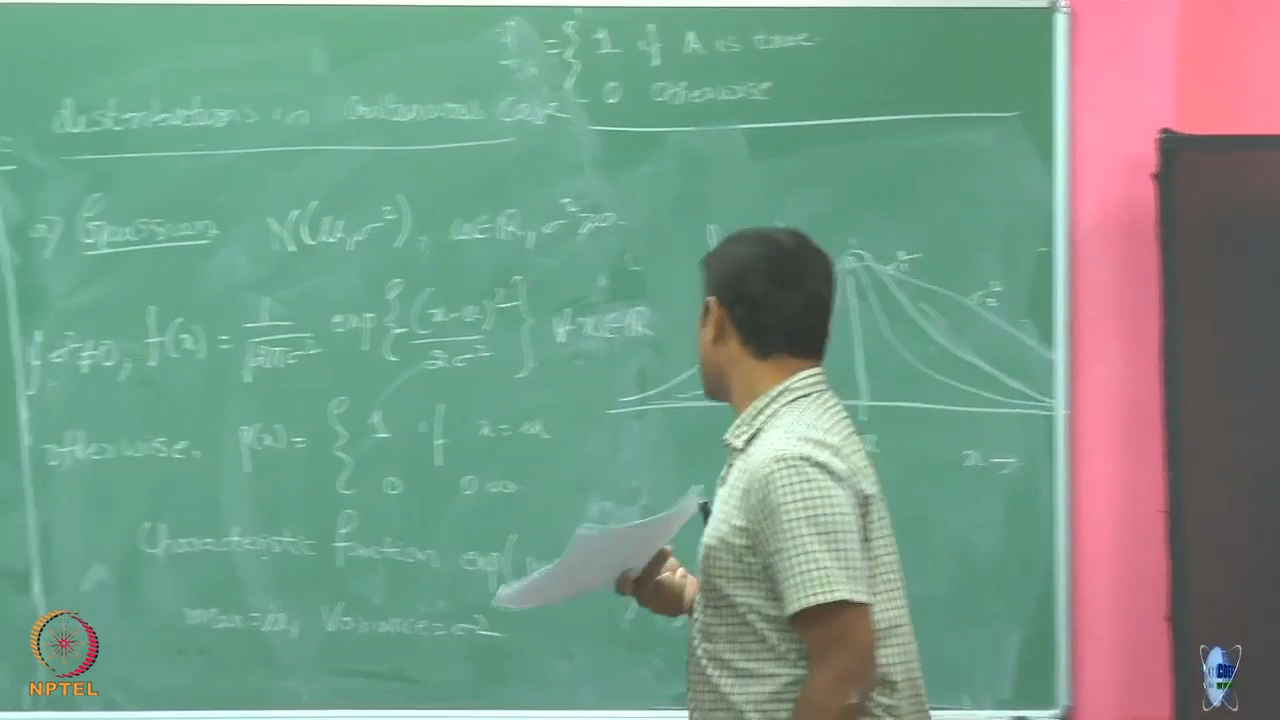 = { 1 if A is true
0 otherwise
distributions in Continuous Case
a) Gaussian N(μ, σ²), μ∈ℝ, σ²≥0
if σ²≠0, f(x) = 1/√2πσ² exp{ (x-μ)²/2σ² } ∀ x∈ℝ
σ²
otherwise. p(x) = { 1 if x=μ
0 o.w
x→
Characteristic function exp(
mean=μ, Variance=σ²
NPTEL